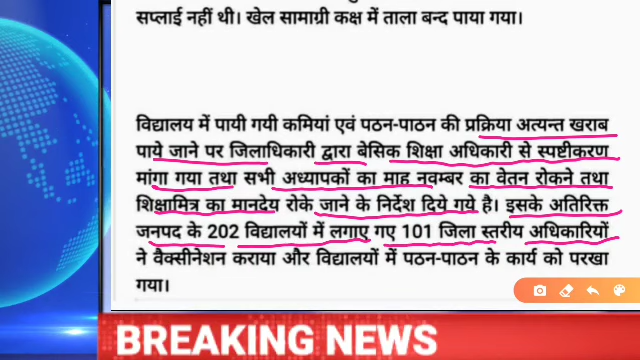 सप्लाई नहीं थी। खेल सामाग्री कक्ष में ताला बन्द पाया गया।
विद्यालय में पायी गयी कमियां एवं पठन-पाठन की प्रक्रिया अत्यन्त खराब
पाये जाने पर जिलाधिकारी द्वारा बेसिक शिक्षा अधिकारी से स्पष्टीकरण
मांगा गया तथा सभी अध्यापकों का माह नवम्बर का वेतन रोकने तथा
शिक्षामित्र का मानदेय रोके जाने के निर्देश दिये गये है। इसके अतिरिक्त
जनपद के 202 विद्यालयों में लगाए गए 101 जिला स्तरीय अधिकारियों
ने वैक्सीनेशन कराया और विद्यालयों में पठन-पाठन के कार्य को परखा
गया।
BREAKING NEWS